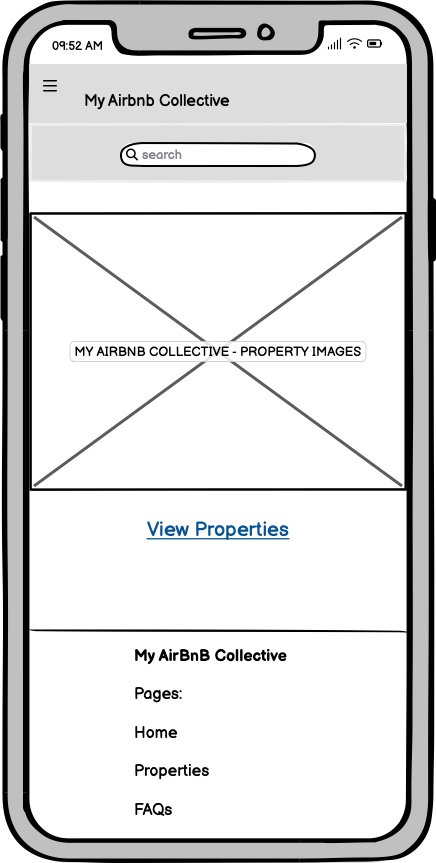 09:52 AM
My Airbnb Collective
search
MY AIRBNB COLLECTIVE - PROPERTY IMAGES
View Properties
My AirBnB Collective
Pages:
Home
Properties
FAQs